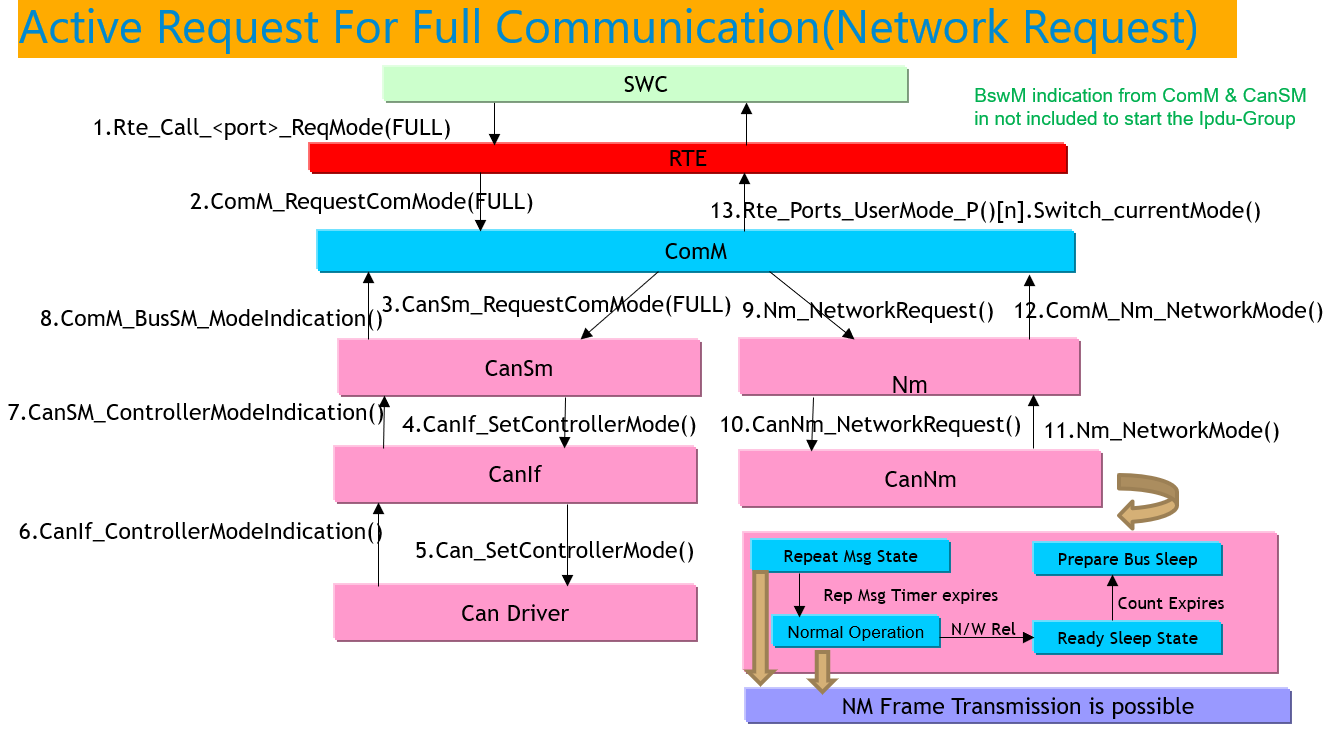 Active Request For Full Communication(Network Request)
SWC
BswM indication from ComM & CanSM
in not included to start the Ipdu-Group
1.Rte_Call_<port>_ReqMode(FULL)
RTE
2.ComM_RequestComMode(FULL)
13.Rte_Ports_UserMode_P()[n].Switch_currentMode()
ComM
3.CanSm_RequestComMode(FULL)
8.ComM_BusSM_ModeIndication()
9.Nm_NetworkRequest()
12.ComM_Nm_NetworkMode()
CanSm
Nm
7.CanSM_ControllerModeIndication()
4.CanIf_SetControllerMode()
10.CanNm_NetworkRequest()
11.Nm_NetworkMode()
CanIf
CanNm
6.CanIf_ControllerModeIndication()
5.Can_SetControllerMode()
Can Driver
Repeat Msg State
Prepare Bus Sleep
Rep Msg Timer expires
Count Expires
Normal Operation
N/W Rel
Ready Sleep State
NM Frame Transmission is possible